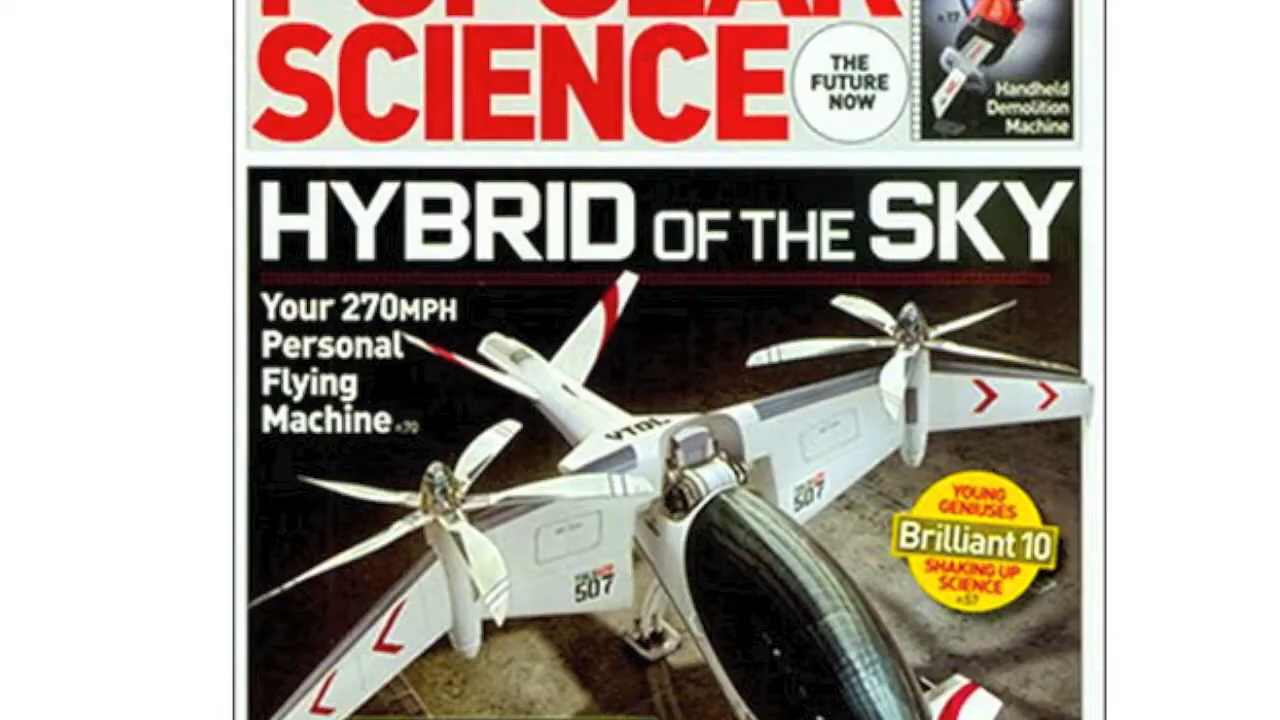 POPULAR
SCIENCE
THE
FUTURE
NOW
Handheld
Demolition
Machine
HYBRID OF THE SKY
Your 270MPH
Personal
Flying
Machine
VTOL
507
507
YOUNG
GENIUSES
Brilliant 10
SHAKING UP
SCIENCE